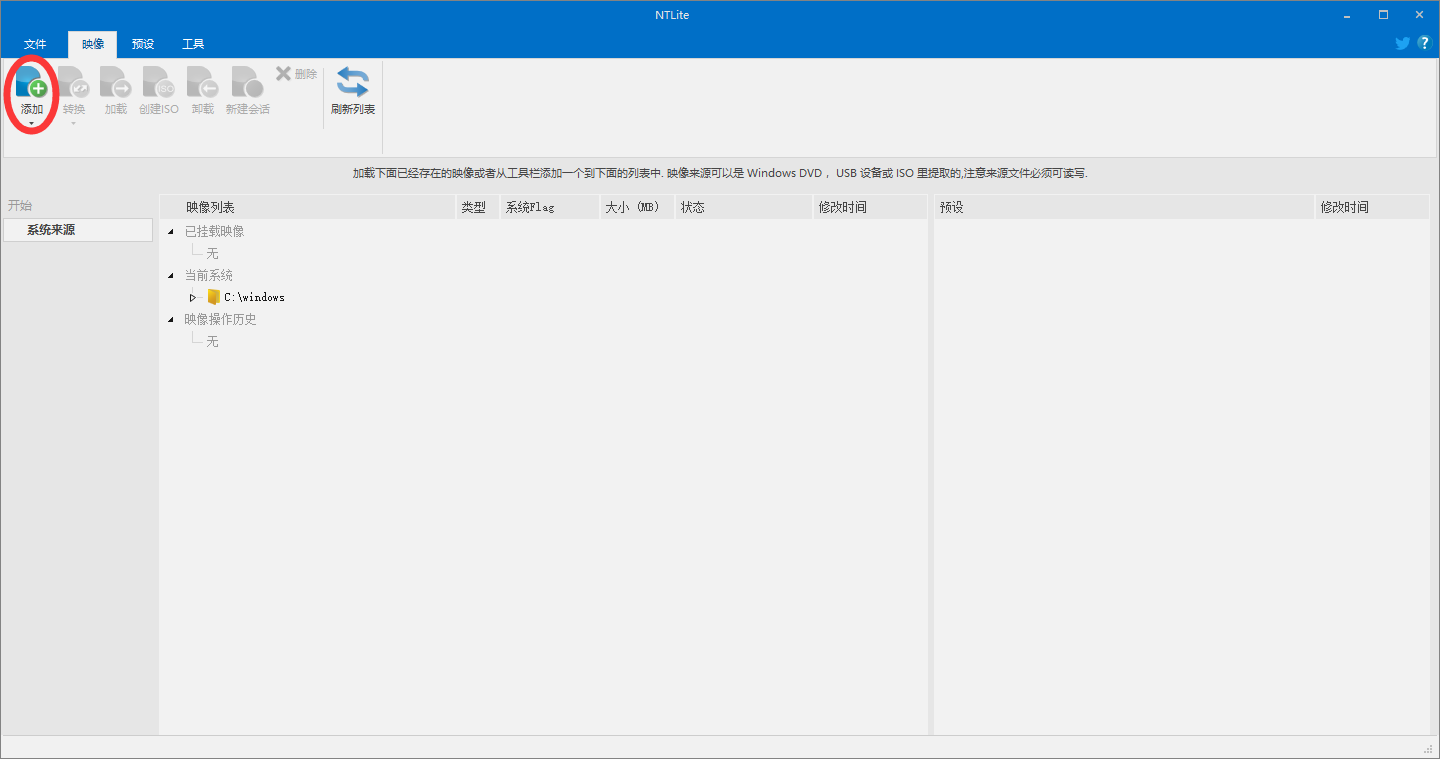 NTLite
文件 映像 预设 工具
?
添加 转换 加载 创建ISO 卸载 新建会话 删除 刷新列表
ISO
加载下面已经存在的映像或者从工具栏添加一个到下面的列表中. 映像来源可以是 Windows DVD , USB 设备或 ISO 里提取的,注意来源文件必须可读写.
开始
系统来源
映像列表 类型 系统Flag 大小 (MB) 状态 修改时间 预设 修改时间
已挂载映像
无
当前系统
C:\windows
映像操作历史
无